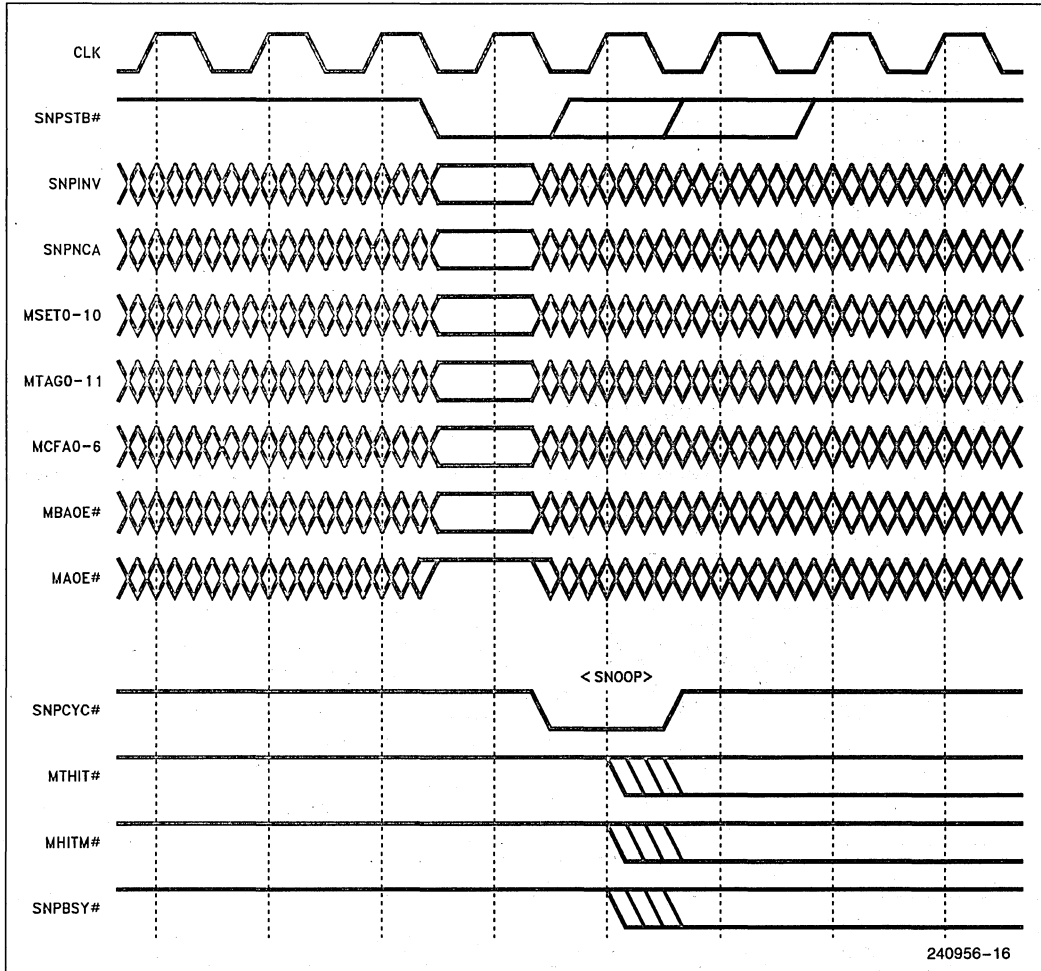 CLK
SNPSTB#
SNPINV
SNPNCA
MSET0-10
MTAG0-11
MCFA0-6
MBAOE#
MAOE#
<SNOOP>
SNPCYC#
MTHIT#
MHITM#
SNPBSY#
240956-16